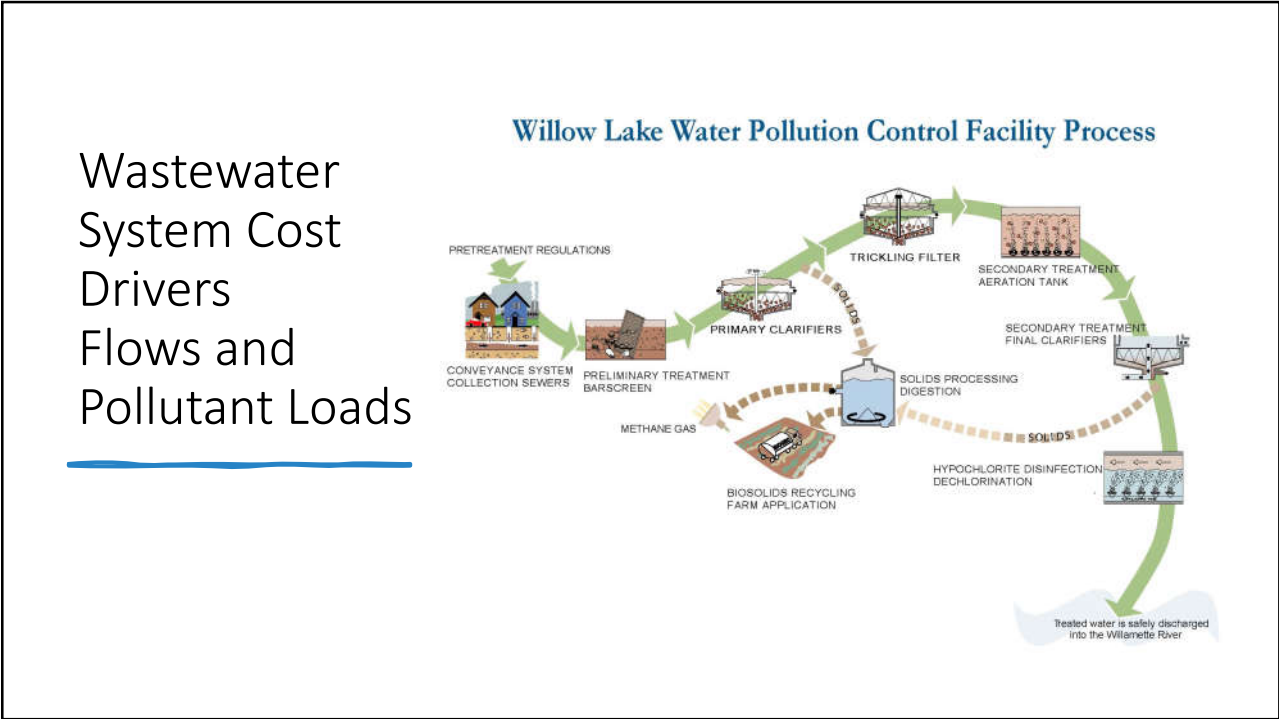 Wastewater
System Cost
Drivers
Flows and
Pollutant Loads
Willow Lake Water Pollution Control Facility Process
PRETREATMENT REGULATIONS
CONVEYANCE SYSTEM
COLLECTION SEWERS
PRELIMINARY TREATMENT
BARSCREEN
PRIMARY CLARIFIERS
SOLIDS
TRICKLING FILTER
SECONDARY TREATMENT
AERATION TANK
SECONDARY TREATMENT
FINAL CLARIFIERS
SOLIDS PROCESSING
DIGESTION
METHANE GAS
SOLIDS
BIOSOLIDS RECYCLING
FARM APPLICATION
HYPOCHLORITE DISINFECTION
DECHLORINATION
Treated water is safely discharged
into the Willamette River